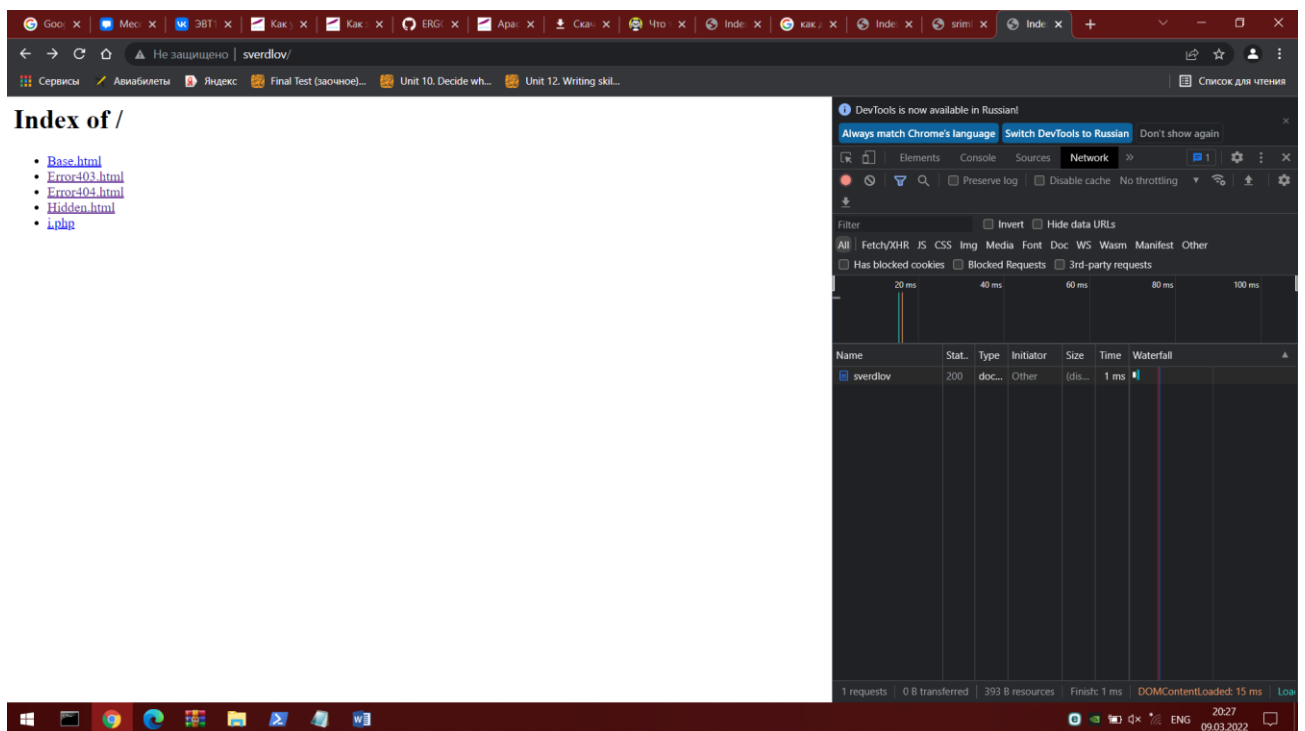 Goo Мес ЭВТ1 Как Как ERG Apac Скач Что Inde как Inde srim Inde
Не защищено sverdlov/
Сервисы Авиабилеты Яндекс Final Test (заочное)... Unit 10. Decide wh... Unit 12. Writing skil... Список для чтения
Index of /
Base.html
Error403.html
Error404.html
Hidden.html
i.php
DevTools is now available in Russian!
Always match Chrome's language Switch DevTools to Russian Don't show again
Elements Console Sources Network » 1
Preserve log Disable cache No throttling
Filter Invert Hide data URLs
All Fetch/XHR JS CSS Img Media Font Doc WS Wasm Manifest Other
Has blocked cookies Blocked Requests 3rd-party requests
20 ms 40 ms 60 ms 80 ms 100 ms
Name Stat.. Type Initiator Size Time Waterfall
sverdlov 200 doc... Other (dis... 1 ms
1 requests 0 B transferred 393 B resources Finish: 1 ms DOMContentLoaded: 15 ms Loa
ENG 20:27
09.03.2022